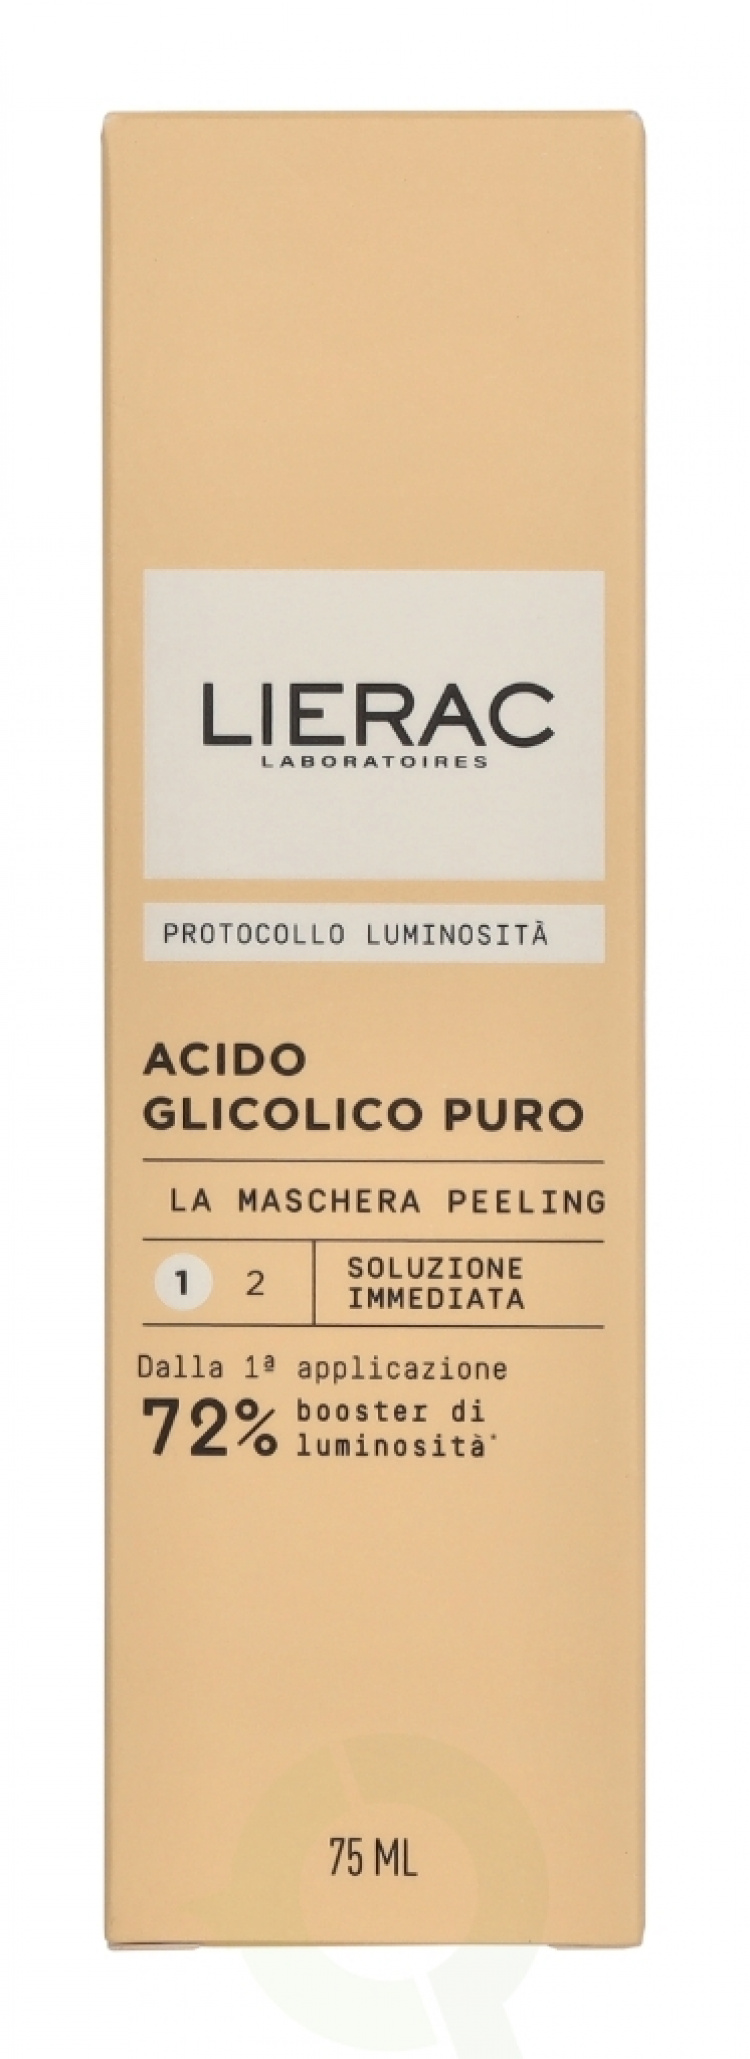 LIERAC
LABORATOIRES
PROTOCOLLO LUMINOSITÀ
ACIDO
GLICOLICO PURO
LA MASCHERA PEELING
1 2
SOLUZIONE
IMMEDIATA
Dalla 1ª applicazione
72% booster di
luminosità*
75 ML